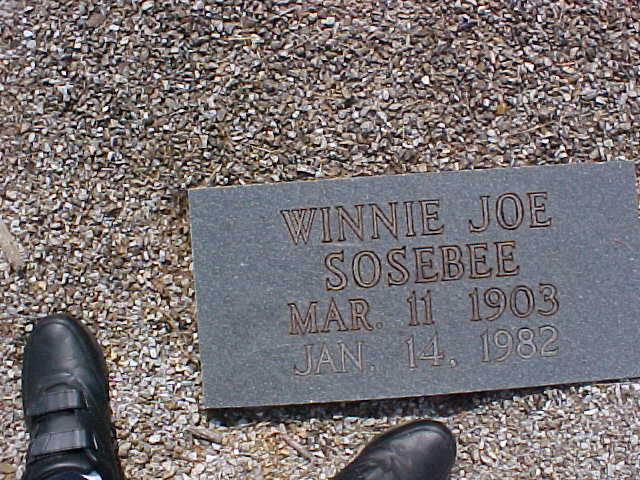 WINNIE JOE
SOSEBEE
MAR. 11 1903
JAN. 14, 1982